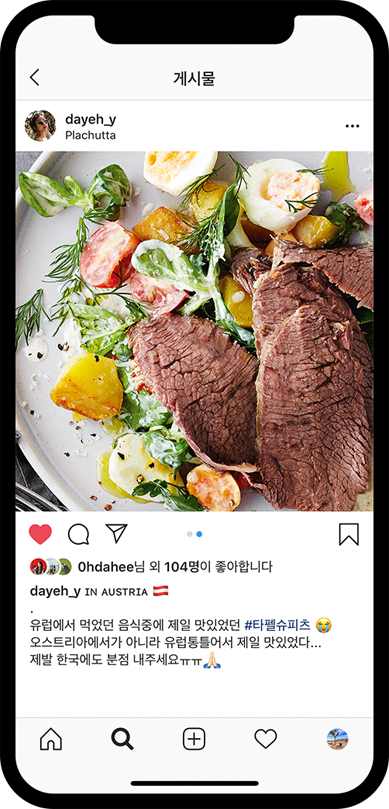 게시물
dayeh_y
Plachutta
0hdahee님 외 104명이 좋아합니다
dayeh_y ɪɴ ᴀᴜsᴛʀɪᴀ 🇦🇹
.
유럽에서 먹었던 음식중에 제일 맛있었던 #타펠슈피츠 😭
오스트리아에서가 아니라 유럽통틀어서 제일 맛있었다...
제발 한국에도 분점 내주세요ㅠㅠ🙏🏻